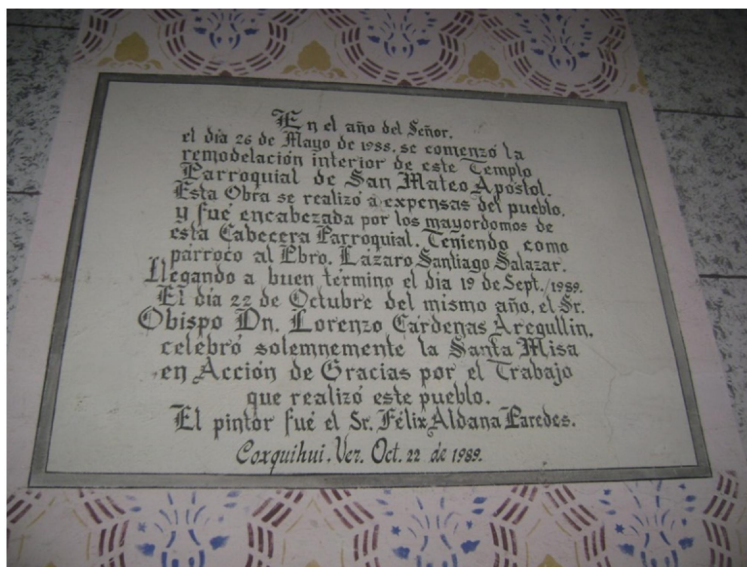 En el año del Señor.
el día 26 de Mayo de 1988. se comenzó la
remodelación interior de este Templo
Parroquial de San Mateo Apostol.
Esta Obra se realizó a expensas del pueblo.
y fué encabezada por los mayordomos de
esta Cabecera Parroquial. Teniendo como
párroco al Pbro. Lázaro Santiago Salazar.
Llegando a buen término el día 19 de Sept./1989.
El día 22 de Octubre del mismo año, el Sr.
Obispo Dn. Lorenzo Cárdenas Aregullin,
celebró solemnemente la Santa Misa
en Acción de Gracias por el Trabajo
que realizó este pueblo.
El pintor fué el Sr. Félix Aldana Paredes.
Coxquihui. Ver. Oct. 22 de 1989.